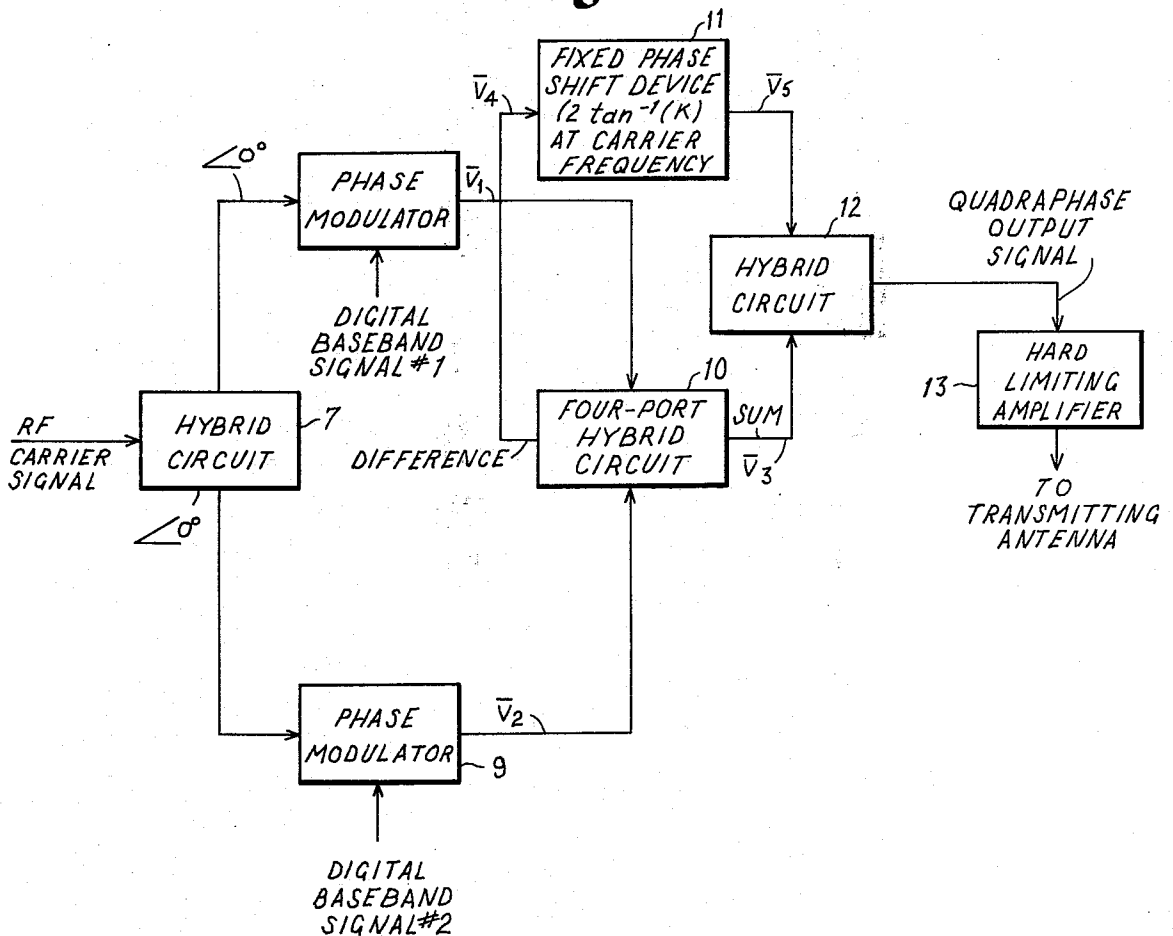 11
FIXED PHASE
SHIFT DEVICE
(2 tan⁻¹(K)
AT CARRIER
FREQUENCY
V̅4
V̅5
∠0°
PHASE
MODULATOR
V̅1
DIGITAL
BASEBAND
SIGNAL #1
12
HYBRID
CIRCUIT
QUADRAPHASE
OUTPUT
SIGNAL
RF
CARRIER
SIGNAL
HYBRID
CIRCUIT
7
∠0°
DIFFERENCE
10
FOUR-PORT
HYBRID
CIRCUIT
SUM
V̅3
13
HARD
LIMITING
AMPLIFIER
TO
TRANSMITTING
ANTENNA
PHASE
MODULATOR
9
V̅2
DIGITAL
BASEBAND
SIGNAL #2